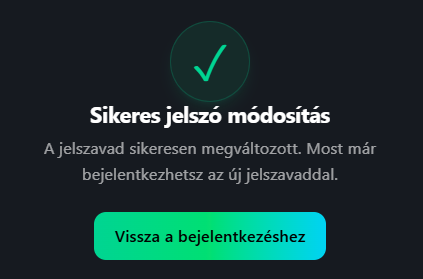 Sikeres jelszó módosítás
A jelszavad sikeresen megváltozott. Most már
bejelentkezhetsz az új jelszavaddal.
Vissza a bejelentkezéshez